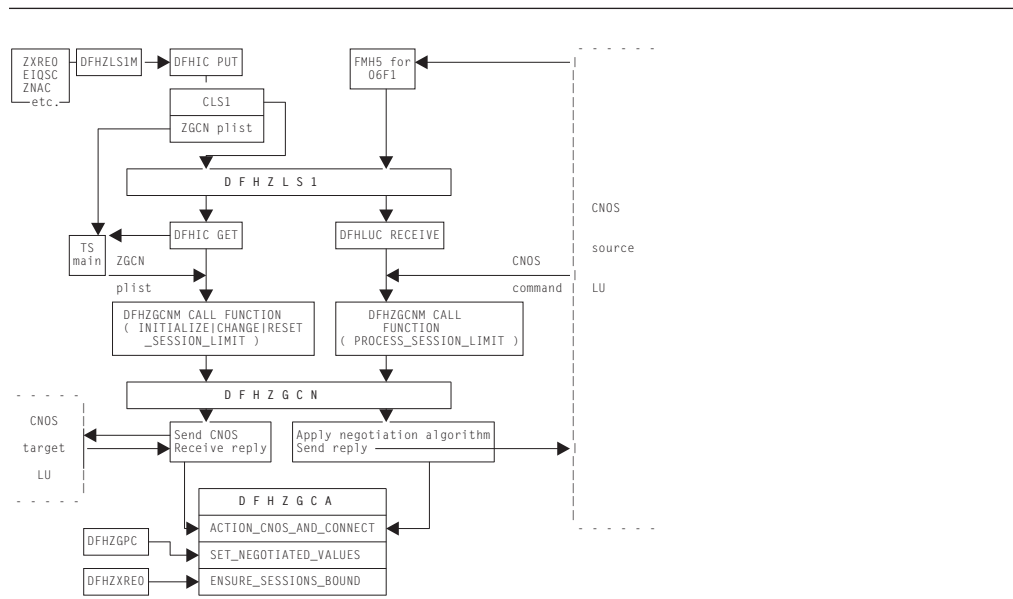 ZXREO
EIQSC
ZNAC
etc.
DFHZLS1M
DFHIC PUT
FMH5 for
06F1
CLS1
ZGCN plist
D F H Z L S 1
CNOS
source
LU
DFHIC GET
DFHLUC RECEIVE
TS
main
ZGCN
plist
CNOS
command
DFHZGCNM CALL FUNCTION
( INITIALIZE|CHANGE|RESET
_SESSION_LIMIT )
DFHZGCNM CALL
FUNCTION
( PROCESS_SESSION_LIMIT )
D F H Z G C N
CNOS
target
LU
Send CNOS
Receive reply
Apply negotiation algorithm
Send reply
D F H Z G C A
ACTION_CNOS_AND_CONNECT
DFHZGPC
SET_NEGOTIATED_VALUES
DFHZXREO
ENSURE_SESSIONS_BOUND